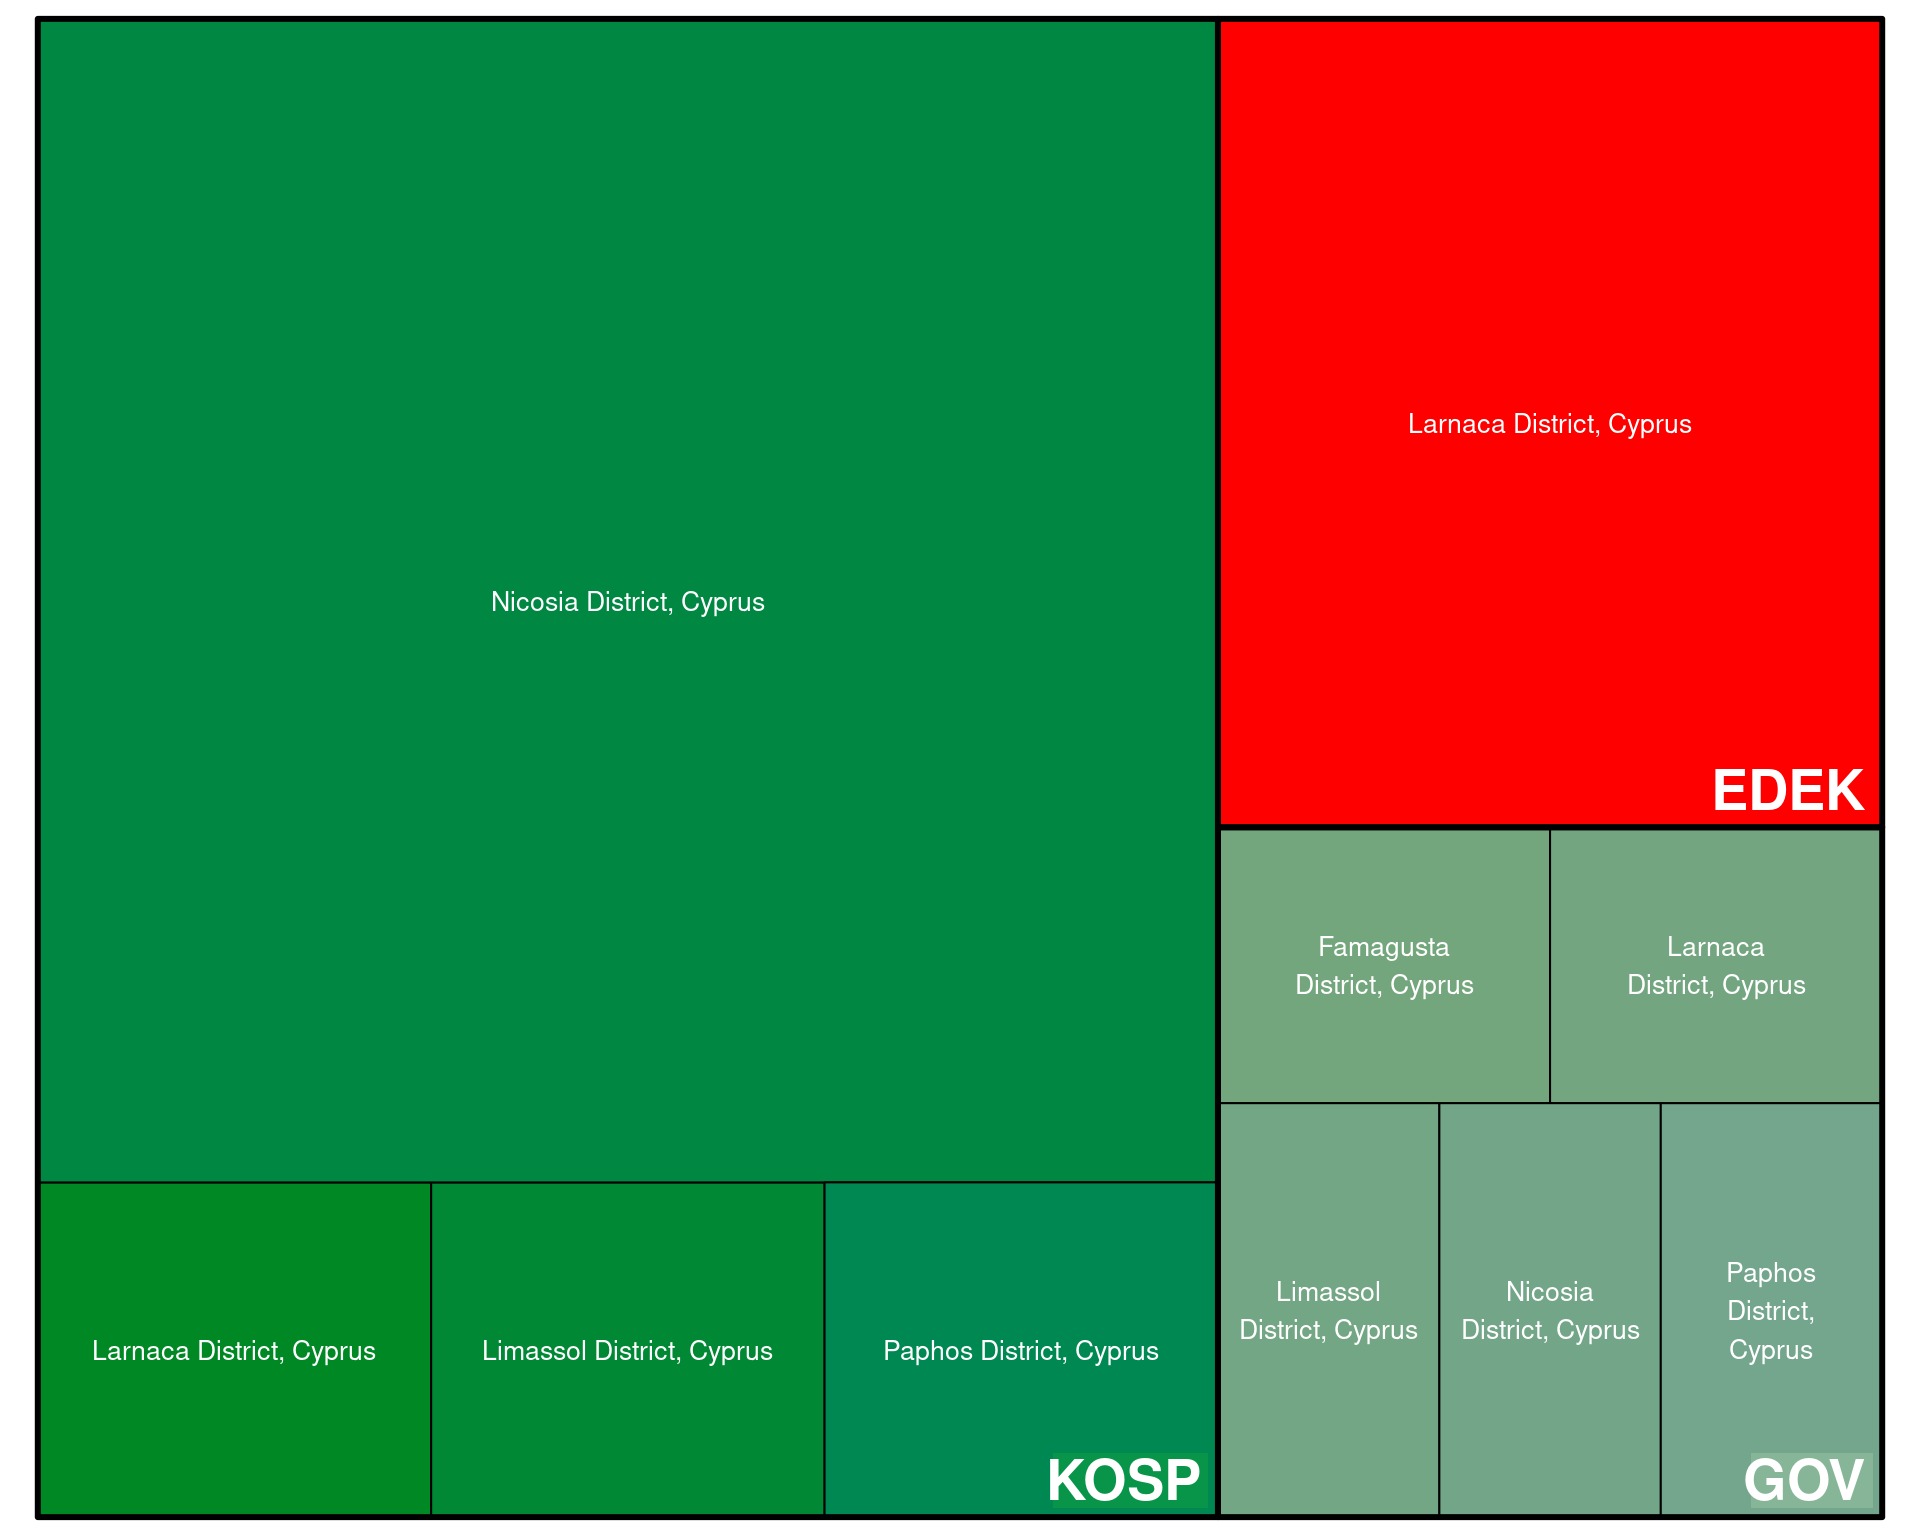 Nicosia District, Cyprus
Larnaca District, Cyprus
Limassol District, Cyprus
Paphos District, Cyprus
KOSP
Larnaca District, Cyprus
EDEK
Famagusta
District, Cyprus
Larnaca
District, Cyprus
Limassol
District, Cyprus
Nicosia
District, Cyprus
Paphos
District,
Cyprus
GOV